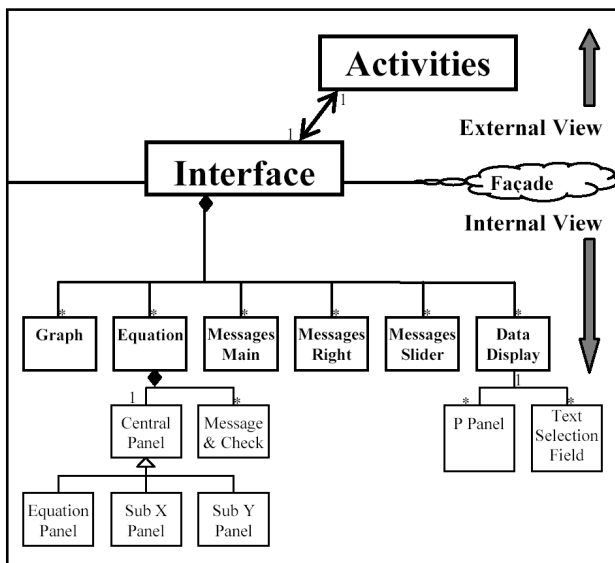 Activities
1
1
External View
Interface
Façade
Internal View
* * * * * *
Graph
Equation
Messages
Main
Messages
Right
Messages
Slider
Data
Display
1 *
1
* *
Central
Panel
Message
& Check
P Panel
Text
Selection
Field
Equation
Panel
Sub X
Panel
Sub Y
Panel